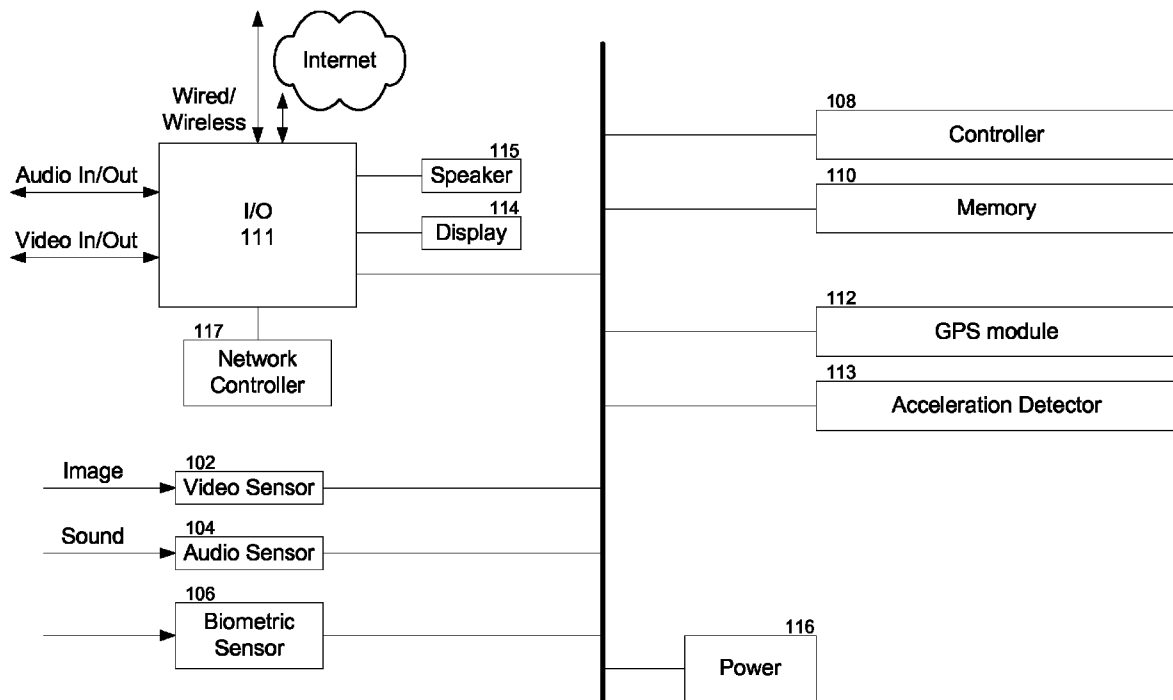 Internet
Wired/
Wireless
Audio In/Out
Video In/Out
I/O
111
115
Speaker
114
Display
117
Network
Controller
Image
102
Video Sensor
Sound
104
Audio Sensor
106
Biometric
Sensor
108
Controller
110
Memory
112
GPS module
113
Acceleration Detector
116
Power